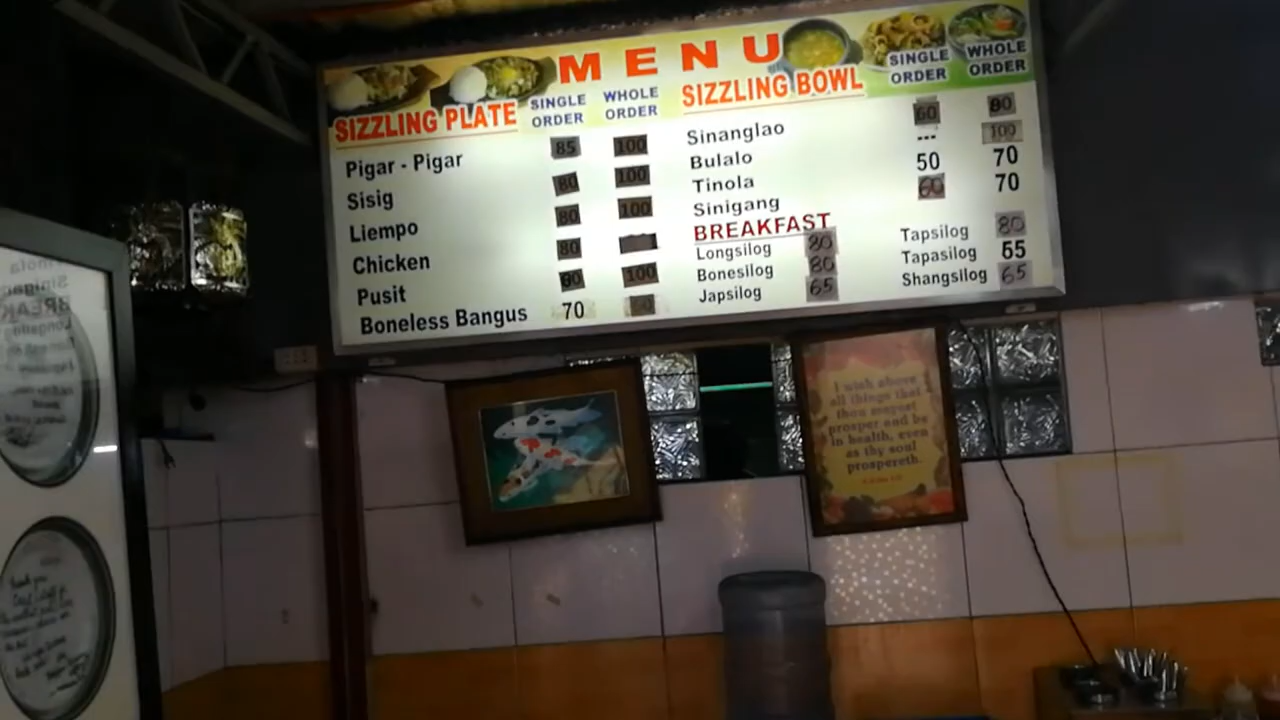 MENU
SIZZLING PLATE SINGLE ORDER WHOLE ORDER
Pigar - Pigar 85 100
Sisig 80 100
Liempo 80 100
Chicken 80
Pusit 80 100
Boneless Bangus 70
SIZZLING BOWL SINGLE ORDER WHOLE ORDER
Sinanglao 60 80
Bulalo --- 100
Tinola 50 70
Sinigang 60 70
BREAKFAST
Longsilog 80 Tapsilog 80
Bonesilog 80 Tapasilog 55
Japsilog 65 Shangsilog 65
I wish above
all things that
thou mayest
prosper and be
in health, even
as thy soul
prospereth.